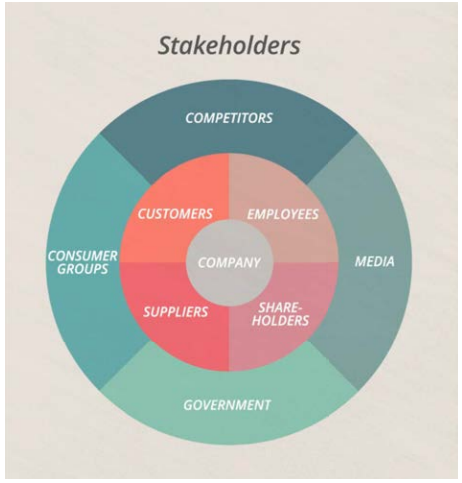 Stakeholders
COMPETITORS
CUSTOMERS
EMPLOYEES
CONSUMER
GROUPS
COMPANY
MEDIA
SUPPLIERS
SHARE-
HOLDERS
GOVERNMENT